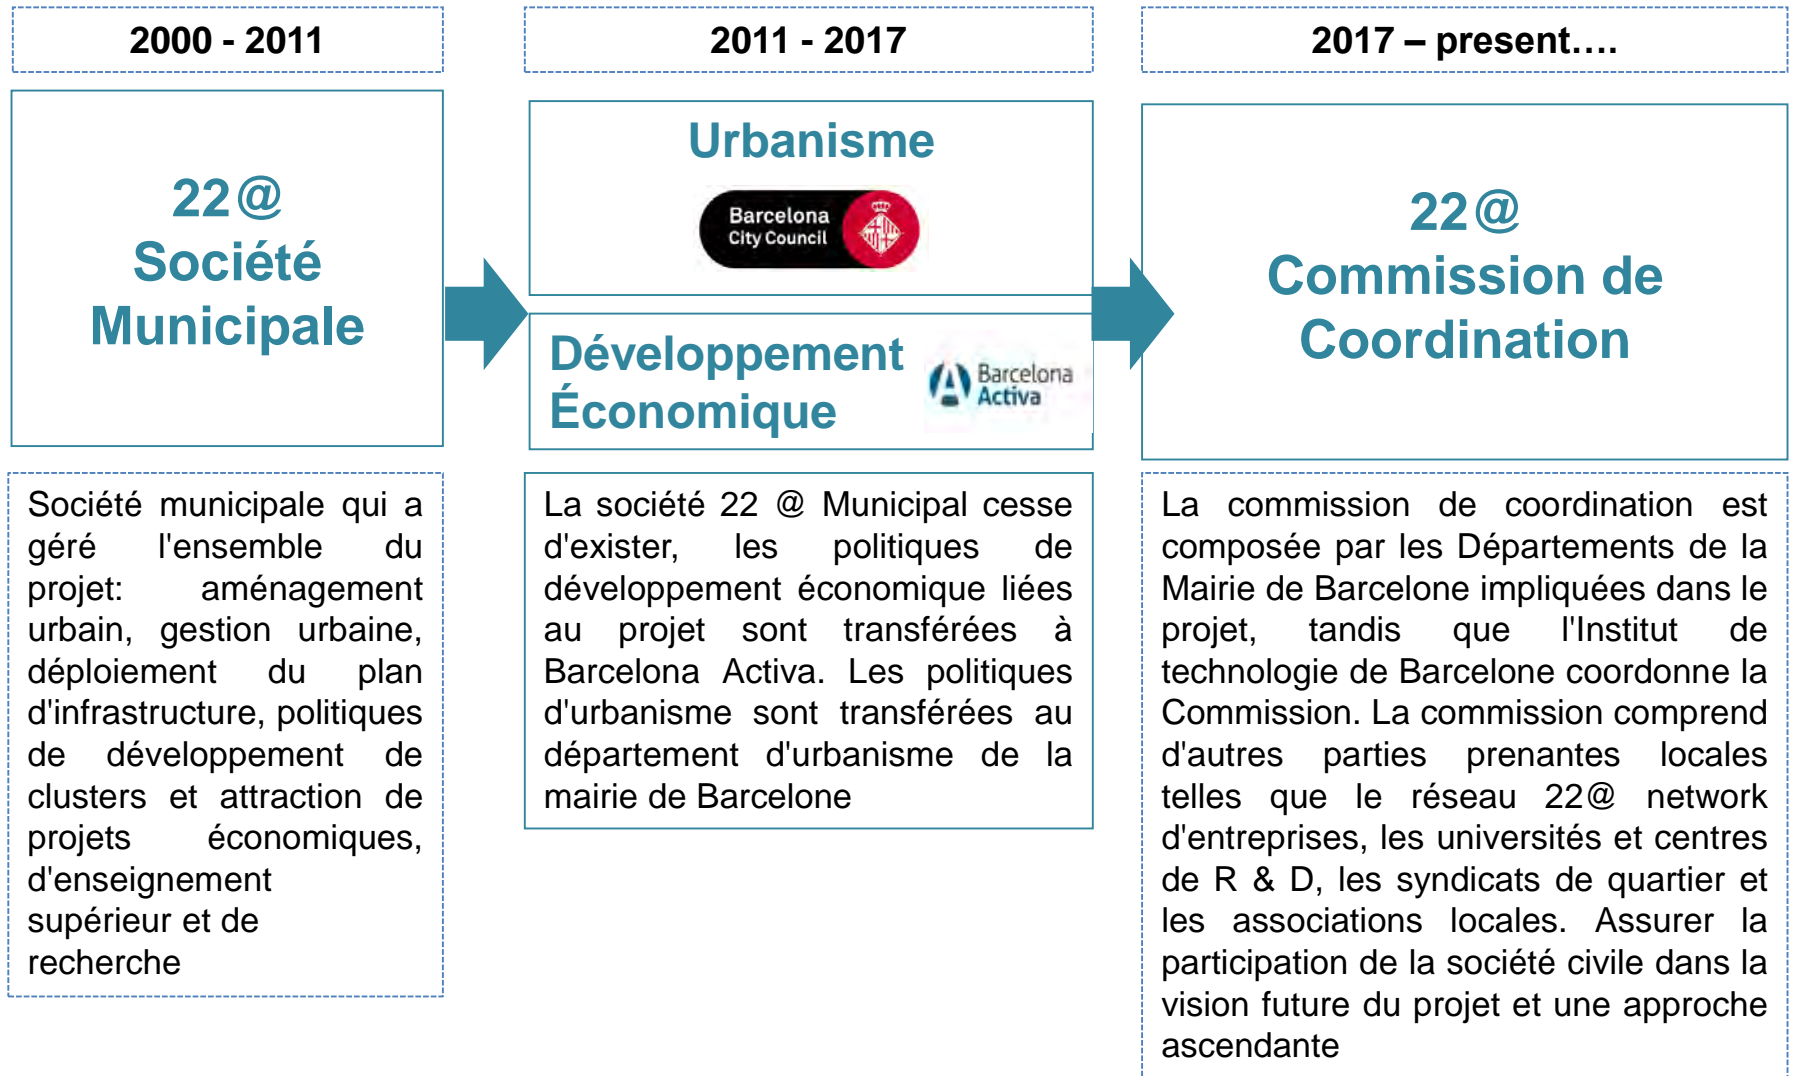 2000 - 2011
22@
Société
Municipale
Société municipale qui a
géré l'ensemble du
projet: aménagement
urbain, gestion urbaine,
déploiement du plan
d'infrastructure, politiques
de développement de
clusters et attraction de
projets économiques,
d'enseignement
supérieur et de
recherche
2011 - 2017
Urbanisme
Barcelona
City Council
Développement
Économique
Barcelona
Activa
La société 22 @ Municipal cesse
d'exister, les politiques de
développement économique liées
au projet sont transférées à
Barcelona Activa. Les politiques
d'urbanisme sont transférées au
département d'urbanisme de la
mairie de Barcelone
2017 – present….
22@
Commission de
Coordination
La commission de coordination est
composée par les Départements de la
Mairie de Barcelone impliquées dans le
projet, tandis que l'Institut de
technologie de Barcelone coordonne la
Commission. La commission comprend
d'autres parties prenantes locales
telles que le réseau 22@ network
d'entreprises, les universités et centres
de R & D, les syndicats de quartier et
les associations locales. Assurer la
participation de la société civile dans la
vision future du projet et une approche
ascendante